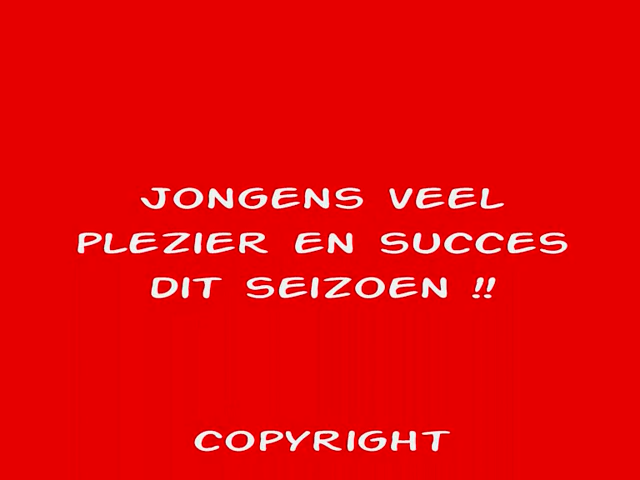 JONGENS VEEL
PLEZIER EN SUCCES
DIT SEIZOEN !!
COPYRIGHT